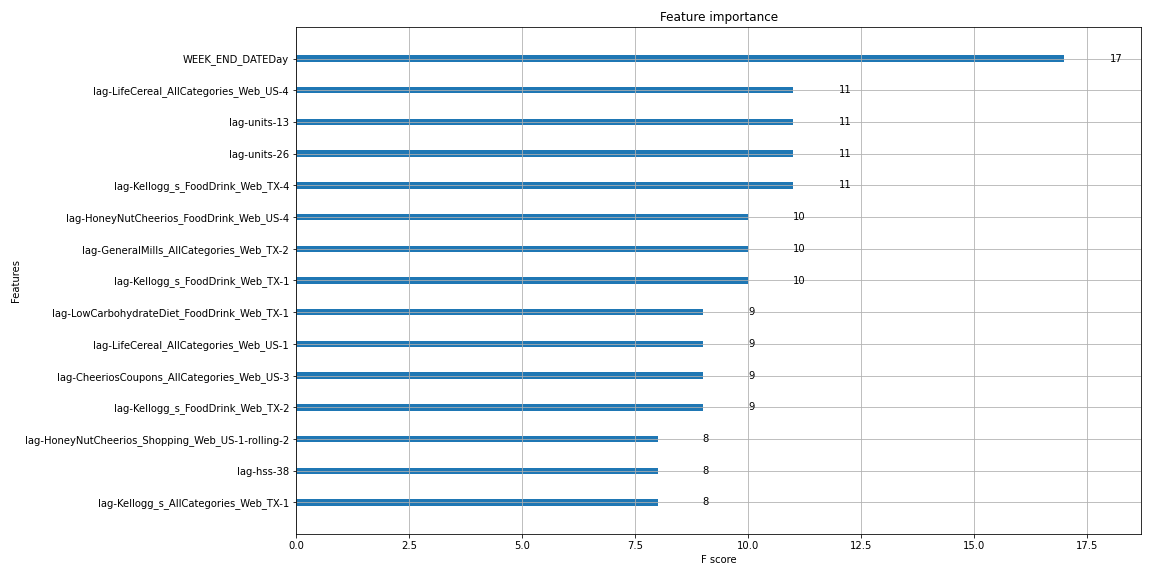 Feature importance
Features
WEEK_END_DATEDay 17
lag-LifeCereal_AllCategories_Web_US-4 11
lag-units-13 11
lag-units-26 11
lag-Kellogg_s_FoodDrink_Web_TX-4 11
lag-HoneyNutCheerios_FoodDrink_Web_US-4 10
lag-GeneralMills_AllCategories_Web_TX-2 10
lag-Kellogg_s_FoodDrink_Web_TX-1 10
lag-LowCarbohydrateDiet_FoodDrink_Web_TX-1 9
lag-LifeCereal_AllCategories_Web_US-1 9
lag-CheeriosCoupons_AllCategories_Web_US-3 9
lag-Kellogg_s_FoodDrink_Web_TX-2 9
lag-HoneyNutCheerios_Shopping_Web_US-1-rolling-2 8
lag-hss-38 8
lag-Kellogg_s_AllCategories_Web_TX-1 8
0.0 2.5 5.0 7.5 10.0 12.5 15.0 17.5
F score